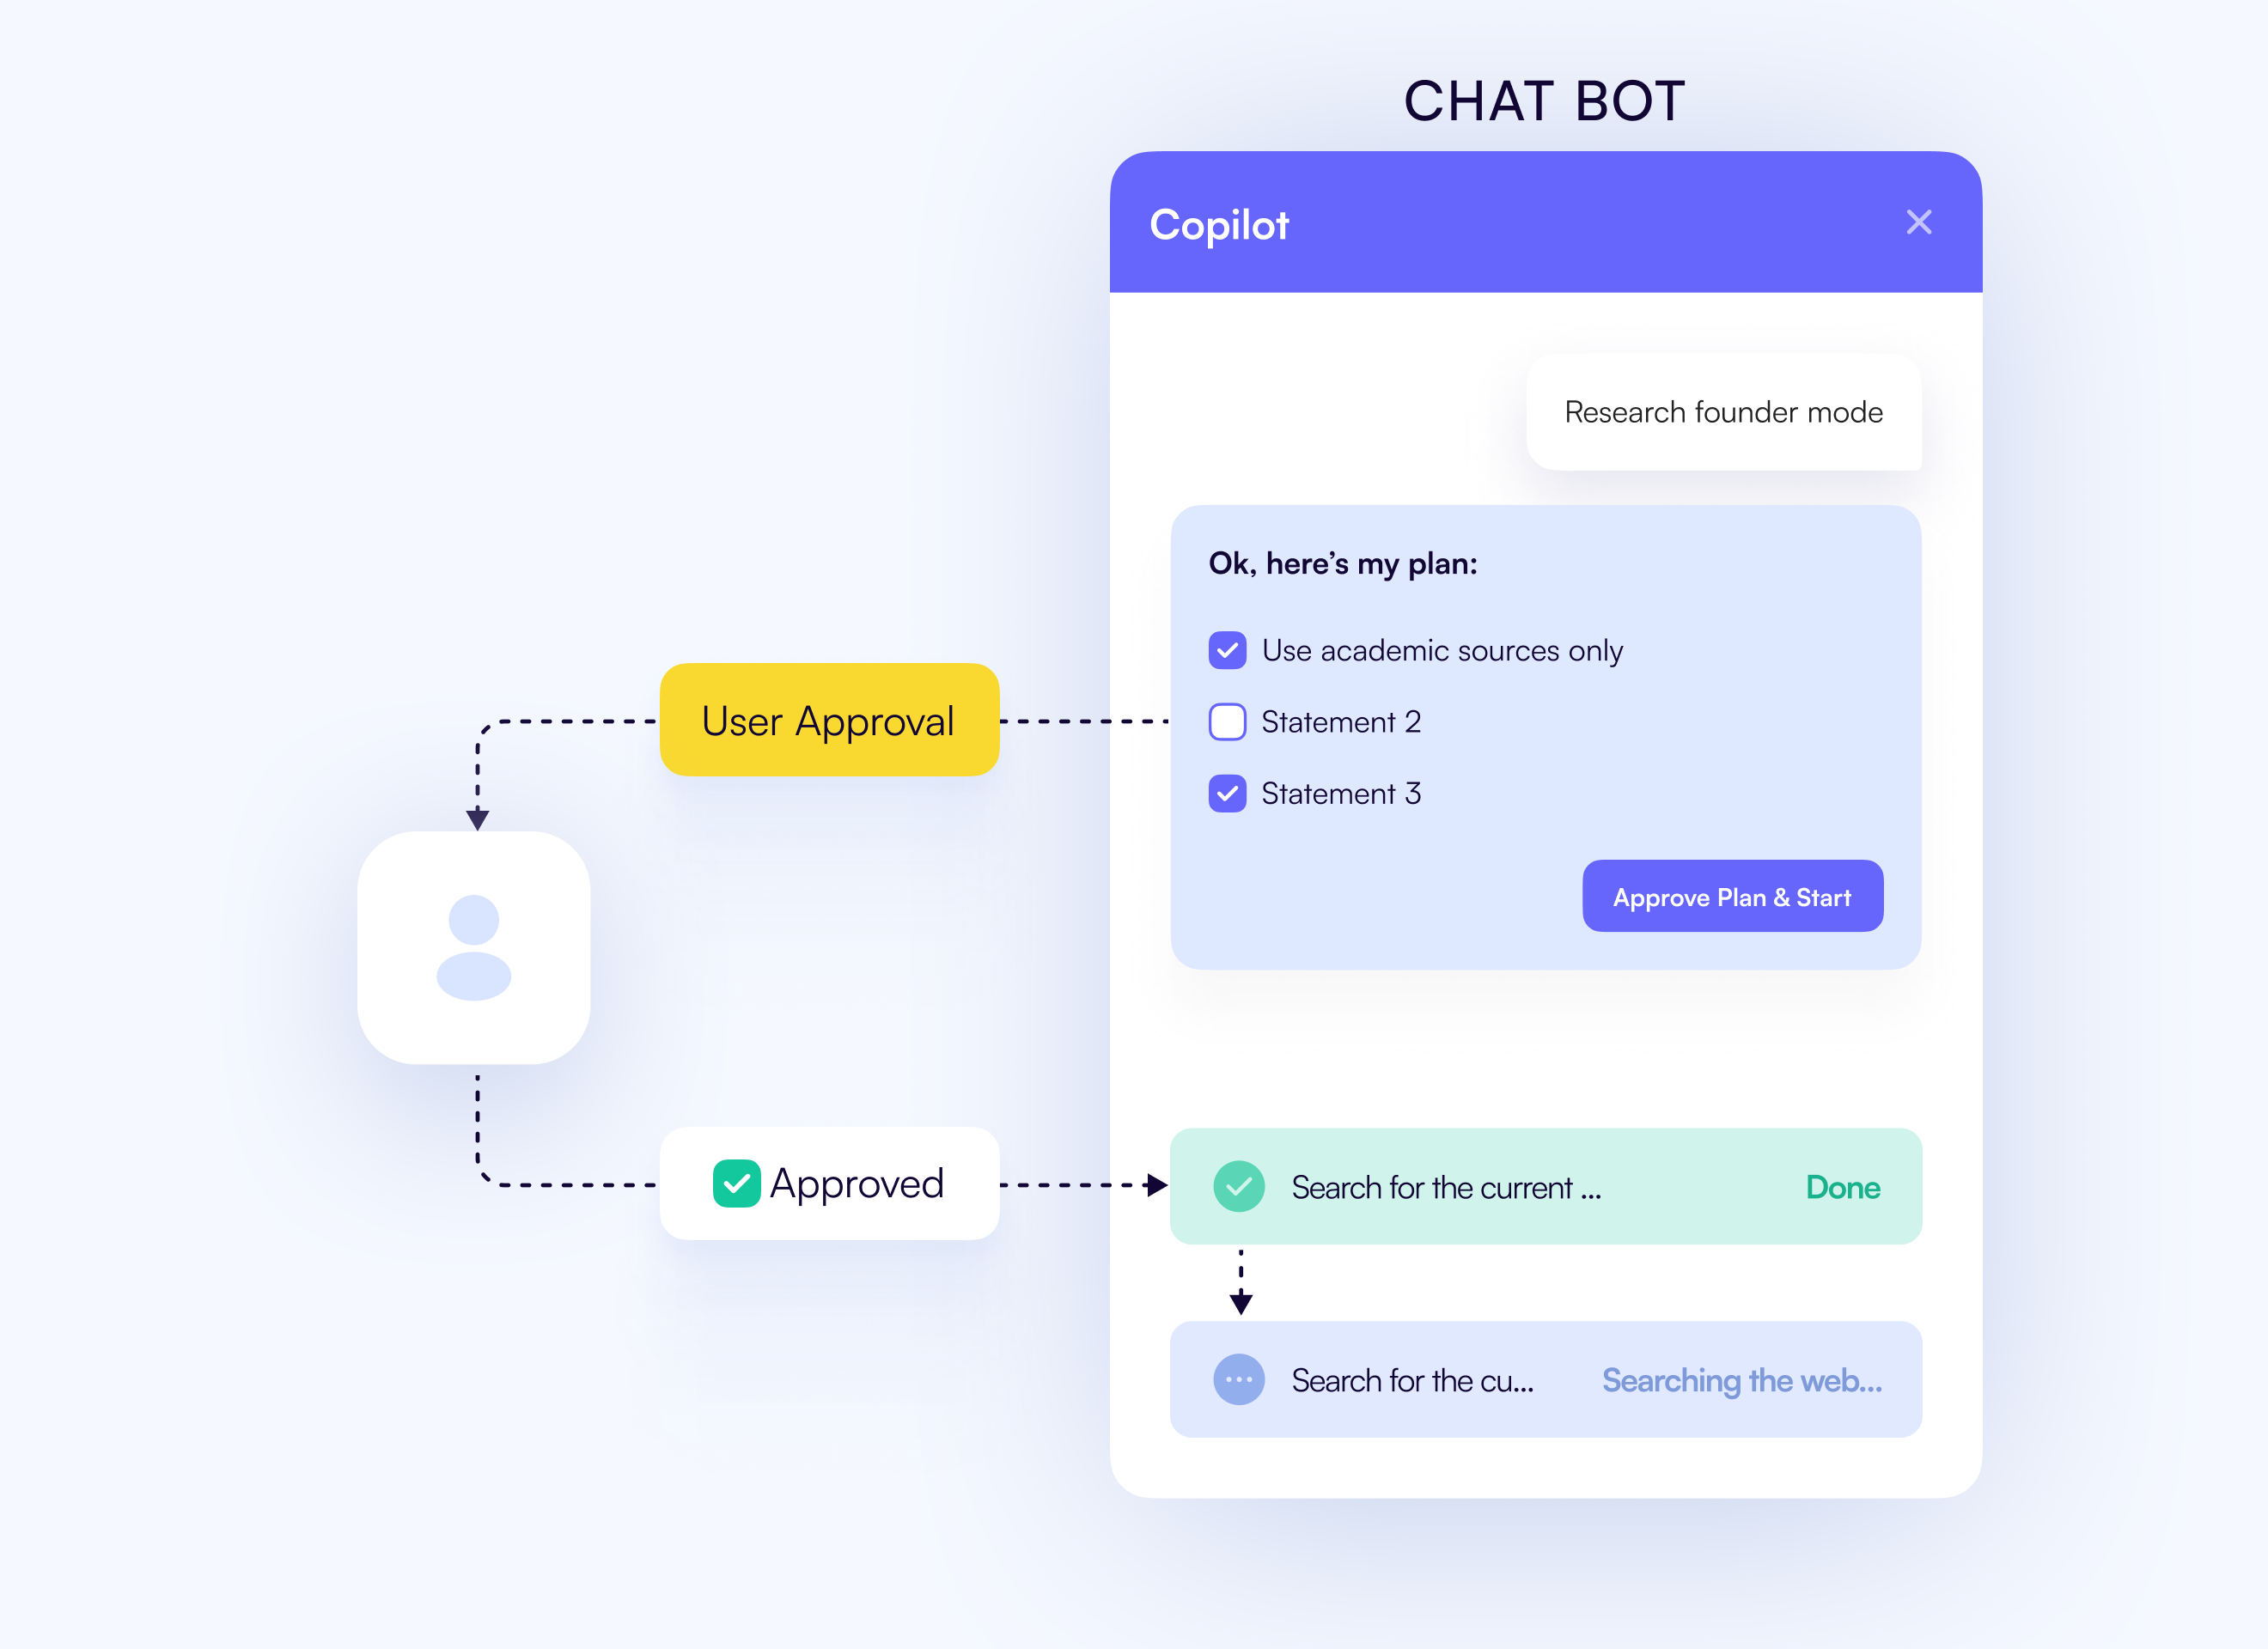 CHAT BOT
Copilot
Research founder mode
Ok, here’s my plan:
Use academic sources only
Statement 2
Statement 3
Approve Plan & Start
User Approval
Approved
Search for the current ...
Done
Search for the cu...
Searching the web...